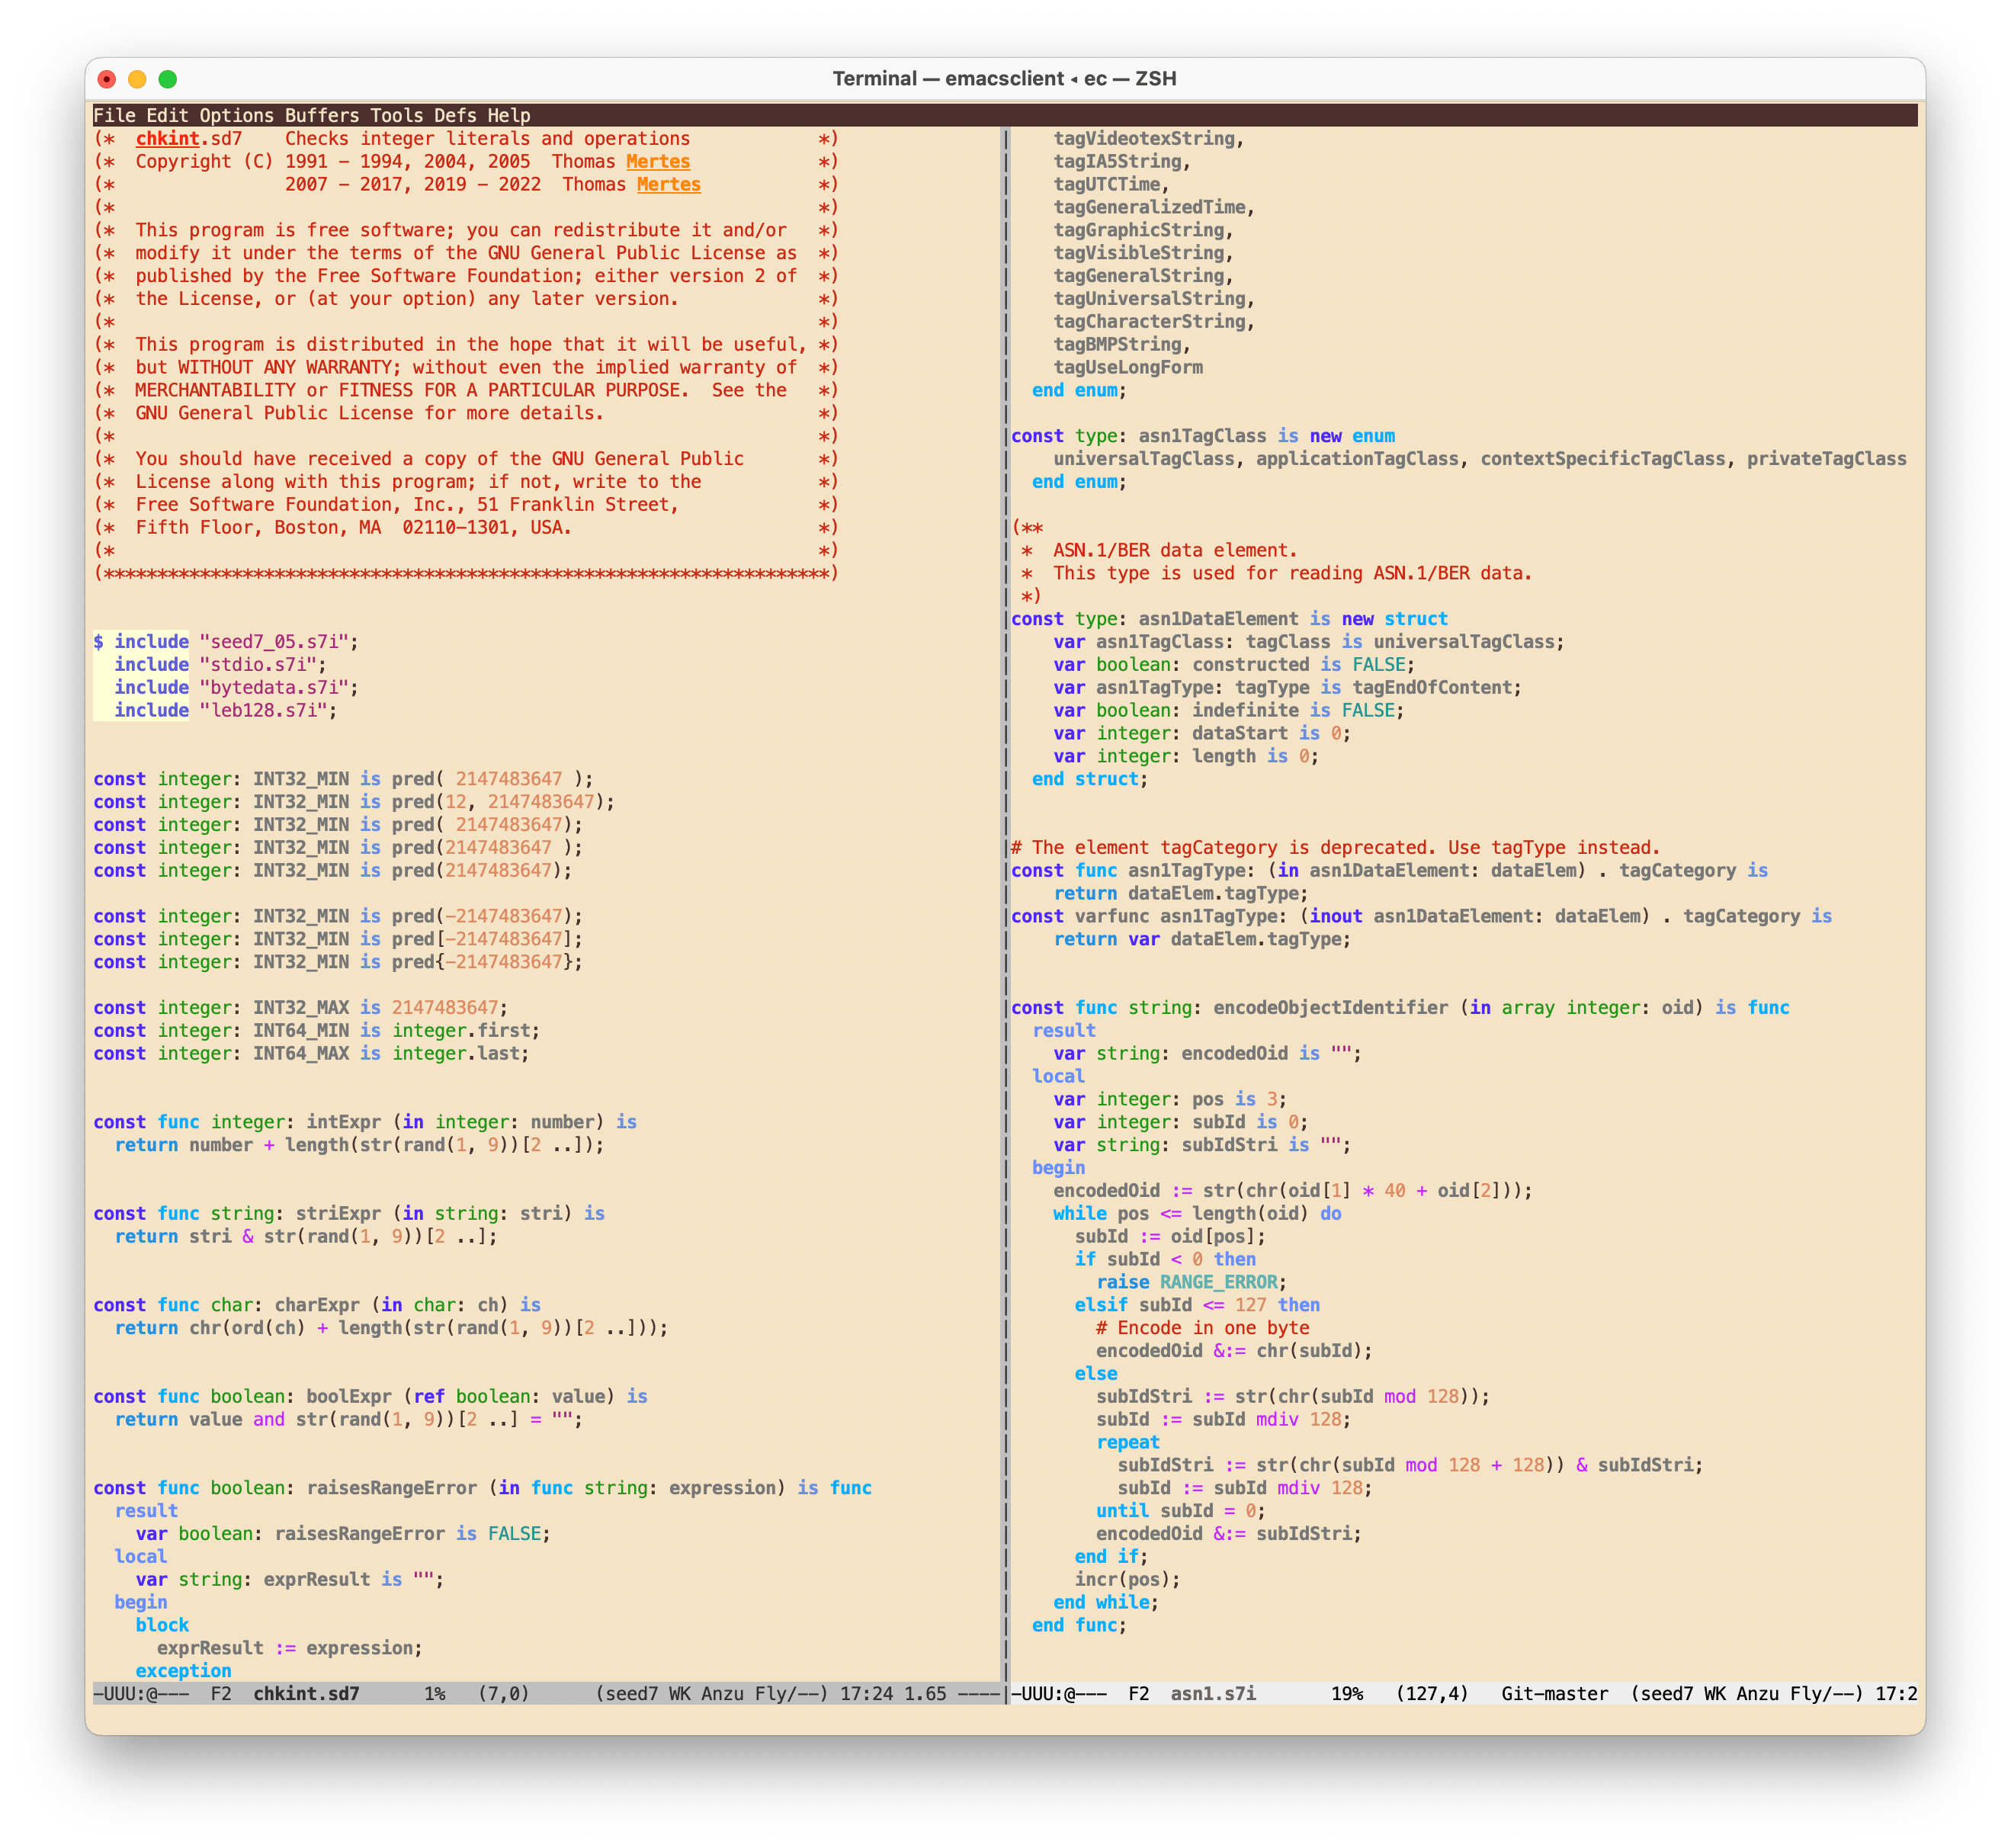 Terminal — emacsclient ◂ ec — ZSH
File Edit Options Buffers Tools Defs Help
(*  chkint.sd7    Checks integer literals and operations            *)
(*  Copyright (C) 1991 - 1994, 2004, 2005  Thomas Mertes            *)
(*                2007 - 2017, 2019 - 2022  Thomas Mertes           *)
(*                                                                  *)
(*  This program is free software; you can redistribute it and/or   *)
(*  modify it under the terms of the GNU General Public License as  *)
(*  published by the Free Software Foundation; either version 2 of  *)
(*  the License, or (at your option) any later version.             *)
(*                                                                  *)
(*  This program is distributed in the hope that it will be useful, *)
(*  but WITHOUT ANY WARRANTY; without even the implied warranty of  *)
(*  MERCHANTABILITY or FITNESS FOR A PARTICULAR PURPOSE.  See the   *)
(*  GNU General Public License for more details.                    *)
(*                                                                  *)
(*  You should have received a copy of the GNU General Public       *)
(*  License along with this program; if not, write to the           *)
(*  Free Software Foundation, Inc., 51 Franklin Street,             *)
(*  Fifth Floor, Boston, MA  02110-1301, USA.                       *)
(*                                                                  *)
(********************************************************************)
$ include "seed7_05.s7i";
  include "stdio.s7i";
  include "bytedata.s7i";
  include "leb128.s7i";
const integer: INT32_MIN is pred( 2147483647 );
const integer: INT32_MIN is pred(12, 2147483647);
const integer: INT32_MIN is pred( 2147483647);
const integer: INT32_MIN is pred(2147483647 );
const integer: INT32_MIN is pred(2147483647);
const integer: INT32_MIN is pred(-2147483647);
const integer: INT32_MIN is pred[-2147483647];
const integer: INT32_MIN is pred{-2147483647};
const integer: INT32_MAX is 2147483647;
const integer: INT64_MIN is integer.first;
const integer: INT64_MAX is integer.last;
const func integer: intExpr (in integer: number) is
  return number + length(str(rand(1, 9))[2 ..]);
const func string: striExpr (in string: stri) is
  return stri & str(rand(1, 9))[2 ..];
const func char: charExpr (in char: ch) is
  return chr(ord(ch) + length(str(rand(1, 9))[2 ..]));
const func boolean: boolExpr (ref boolean: value) is
  return value and str(rand(1, 9))[2 ..] = "";
const func boolean: raisesRangeError (in func string: expression) is func
  result
    var boolean: raisesRangeError is FALSE;
  local
    var string: exprResult is "";
  begin
    block
      exprResult := expression;
    exception
-UUU:@---  F2  chkint.sd7      1%   (7,0)      (seed7 WK Anzu Fly/--) 17:24 1.65 ----
    tagVideotexString,
    tagIA5String,
    tagUTCTime,
    tagGeneralizedTime,
    tagGraphicString,
    tagVisibleString,
    tagGeneralString,
    tagUniversalString,
    tagCharacterString,
    tagBMPString,
    tagUseLongForm
  end enum;
const type: asn1TagClass is new enum
    universalTagClass, applicationTagClass, contextSpecificTagClass, privateTagClass
  end enum;
(**
 *  ASN.1/BER data element.
 *  This type is used for reading ASN.1/BER data.
 *)
const type: asn1DataElement is new struct
    var asn1TagClass: tagClass is universalTagClass;
    var boolean: constructed is FALSE;
    var asn1TagType: tagType is tagEndOfContent;
    var boolean: indefinite is FALSE;
    var integer: dataStart is 0;
    var integer: length is 0;
  end struct;
# The element tagCategory is deprecated. Use tagType instead.
const func asn1TagType: (in asn1DataElement: dataElem) . tagCategory is
    return dataElem.tagType;
const varfunc asn1TagType: (inout asn1DataElement: dataElem) . tagCategory is
    return var dataElem.tagType;
const func string: encodeObjectIdentifier (in array integer: oid) is func
  result
    var string: encodedOid is "";
  local
    var integer: pos is 3;
    var integer: subId is 0;
    var string: subIdStri is "";
  begin
    encodedOid := str(chr(oid[1] * 40 + oid[2]));
    while pos <= length(oid) do
      subId := oid[pos];
      if subId < 0 then
        raise RANGE_ERROR;
      elsif subId <= 127 then
        # Encode in one byte
        encodedOid &:= chr(subId);
      else
        subIdStri := str(chr(subId mod 128));
        subId := subId mdiv 128;
        repeat
          subIdStri := str(chr(subId mod 128 + 128)) & subIdStri;
          subId := subId mdiv 128;
        until subId = 0;
        encodedOid &:= subIdStri;
      end if;
      incr(pos);
    end while;
  end func;
-UUU:@---  F2  asn1.s7i       19%   (127,4)   Git-master  (seed7 WK Anzu Fly/--) 17:2